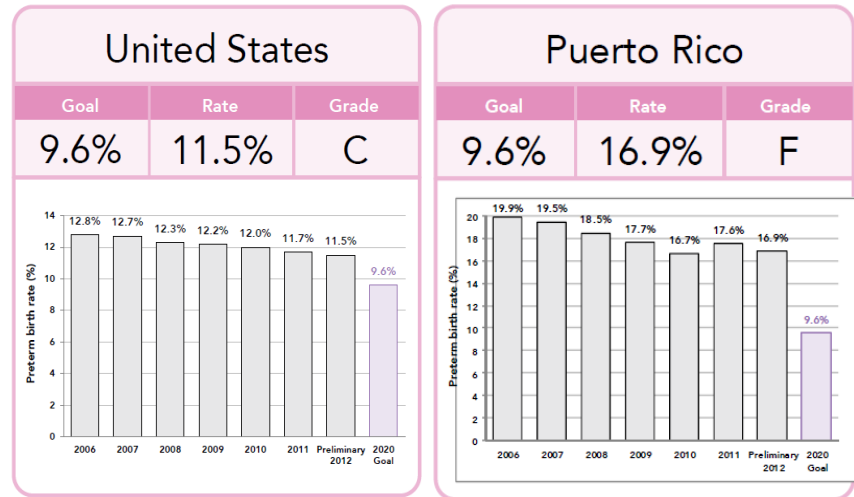 United States
Goal Rate Grade
9.6% 11.5% C
Preterm birth rate (%)
14
12
10
8
6
4
2
0
12.8% 12.7% 12.3% 12.2% 12.0% 11.7% 11.5% 9.6%
2006 2007 2008 2009 2010 2011 Preliminary 2020
2012 Goal
Puerto Rico
Goal Rate Grade
9.6% 16.9% F
Preterm birth rate (%)
20
18
16
14
12
10
8
6
4
2
0
19.9% 19.5% 18.5% 17.7% 16.7% 17.6% 16.9% 9.6%
2006 2007 2008 2009 2010 2011 Preliminary 2020
2012 Goal